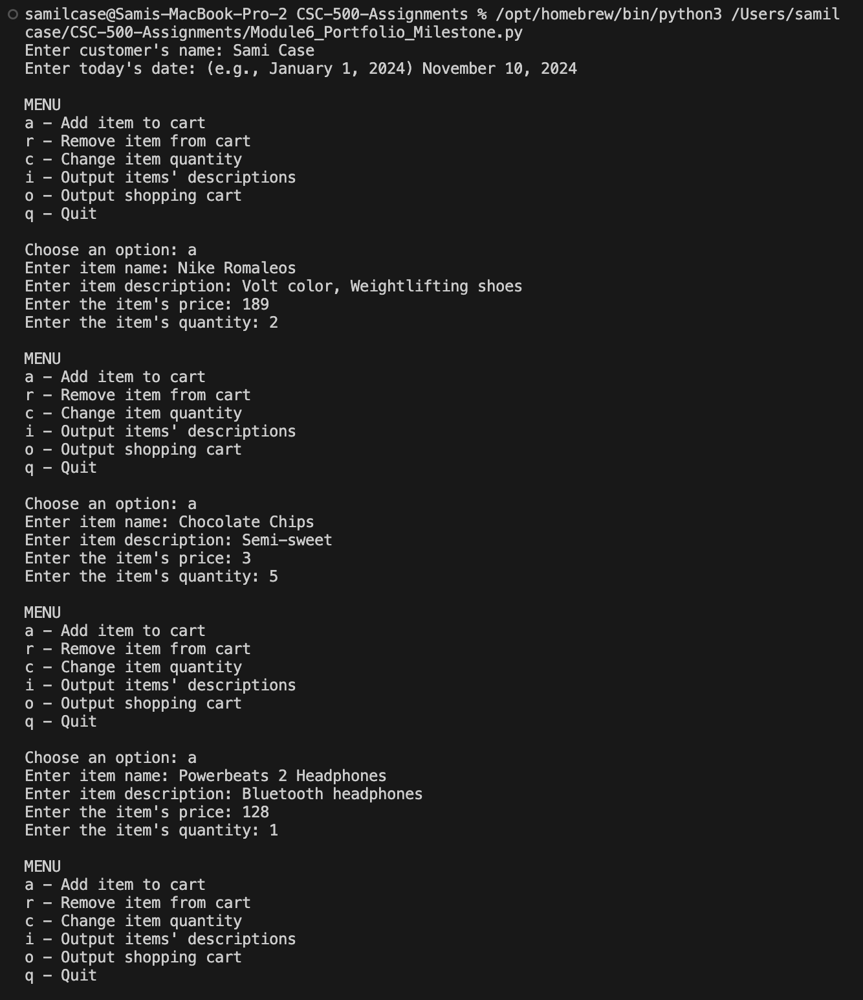 samilcase@Samis-MacBook-Pro-2 CSC-500-Assignments % /opt/homebrew/bin/python3 /Users/samil
case/CSC-500-Assignments/Module6_Portfolio_Milestone.py
Enter customer's name: Sami Case
Enter today's date: (e.g., January 1, 2024) November 10, 2024

MENU
a - Add item to cart
r - Remove item from cart
c - Change item quantity
i - Output items' descriptions
o - Output shopping cart
q - Quit

Choose an option: a
Enter item name: Nike Romaleos
Enter item description: Volt color, Weightlifting shoes
Enter the item's price: 189
Enter the item's quantity: 2

MENU
a - Add item to cart
r - Remove item from cart
c - Change item quantity
i - Output items' descriptions
o - Output shopping cart
q - Quit

Choose an option: a
Enter item name: Chocolate Chips
Enter item description: Semi-sweet
Enter the item's price: 3
Enter the item's quantity: 5

MENU
a - Add item to cart
r - Remove item from cart
c - Change item quantity
i - Output items' descriptions
o - Output shopping cart
q - Quit

Choose an option: a
Enter item name: Powerbeats 2 Headphones
Enter item description: Bluetooth headphones
Enter the item's price: 128
Enter the item's quantity: 1

MENU
a - Add item to cart
r - Remove item from cart
c - Change item quantity
i - Output items' descriptions
o - Output shopping cart
q - Quit